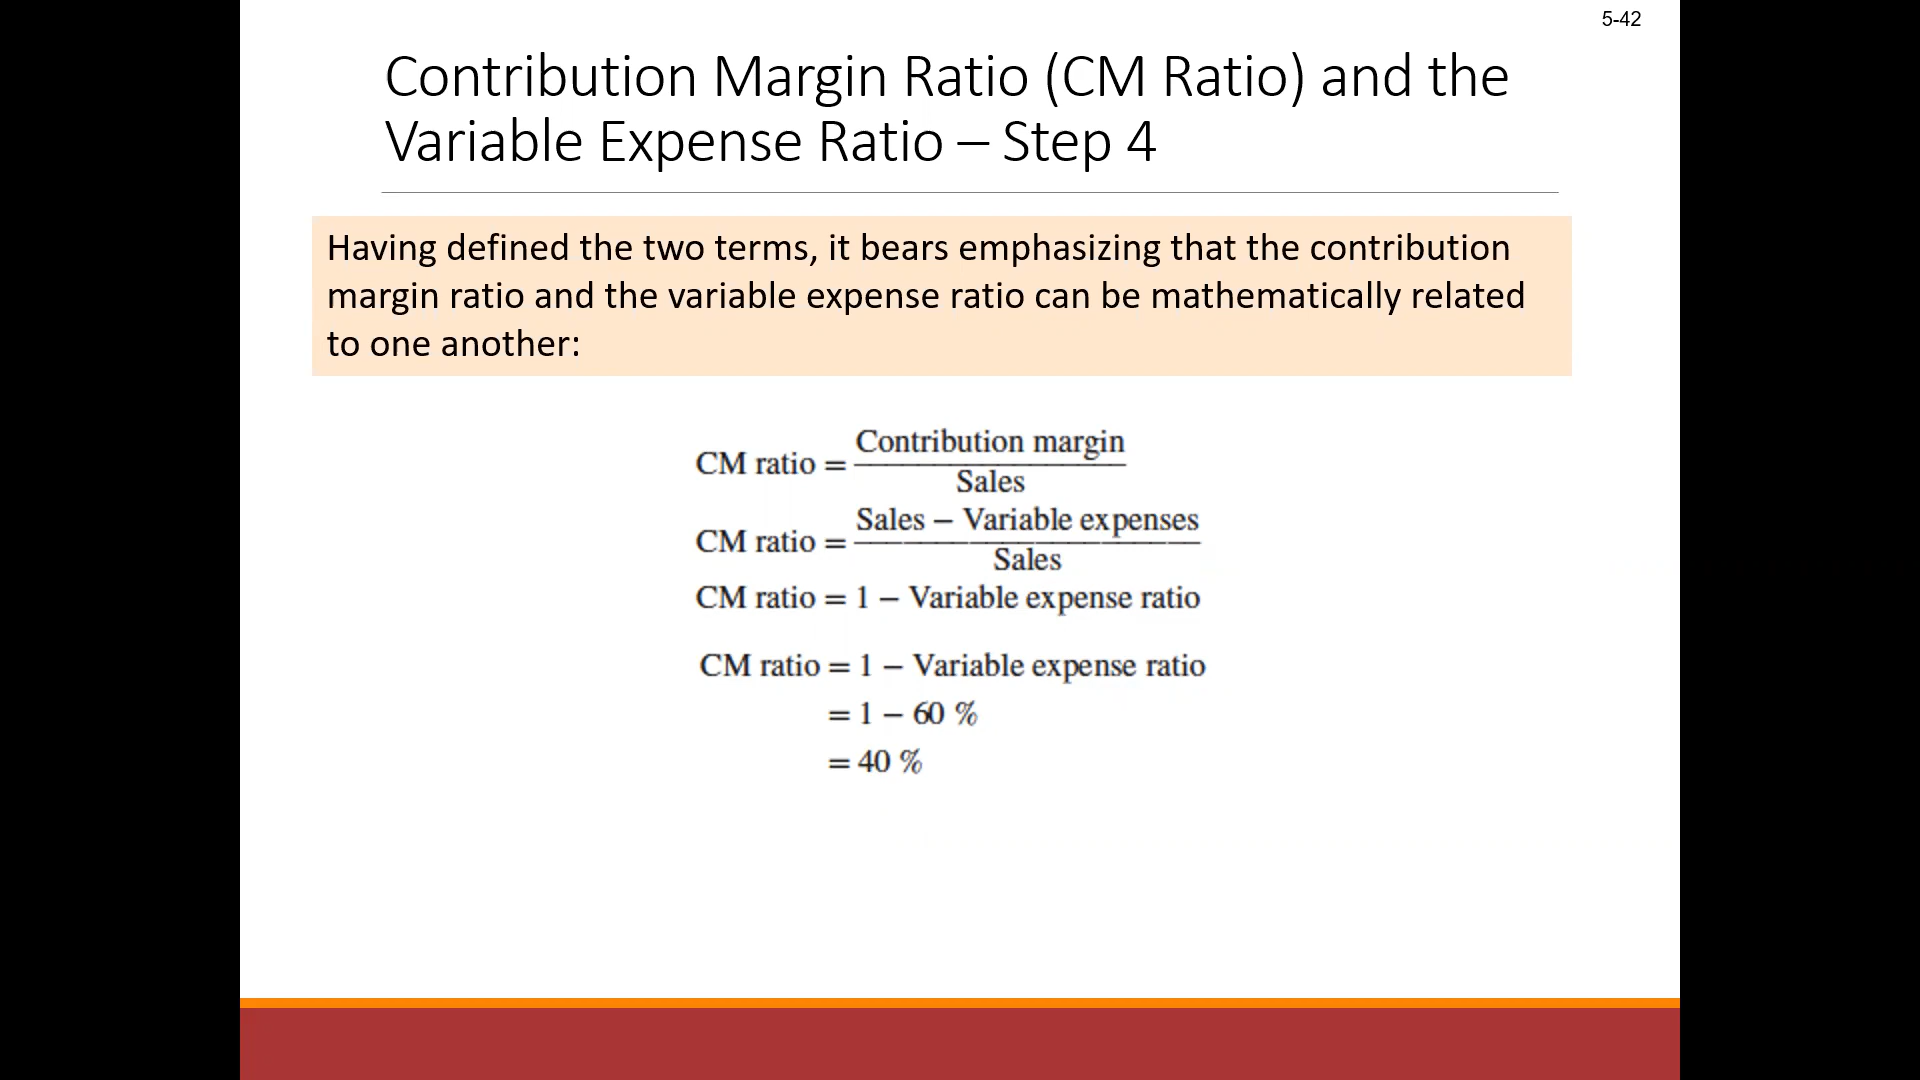 5-42
Contribution Margin Ratio (CM Ratio) and the
Variable Expense Ratio – Step 4
Having defined the two terms, it bears emphasizing that the contribution
margin ratio and the variable expense ratio can be mathematically related
to one another:
CM ratio = Contribution margin / Sales
CM ratio = Sales − Variable expenses / Sales
CM ratio = 1 − Variable expense ratio
CM ratio = 1 − Variable expense ratio
= 1 − 60 %
= 40 %